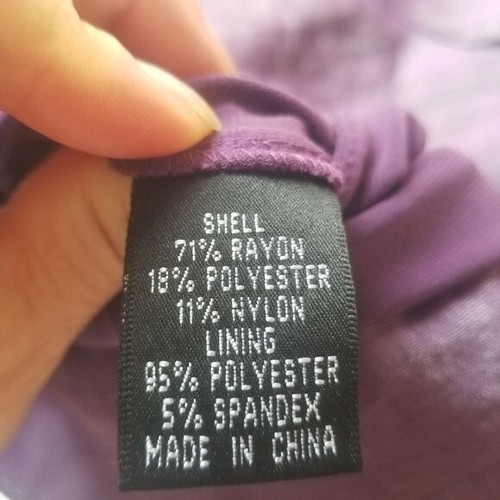 SHELL
71% RAYON
18% POLYESTER
11% NYLON
LINING
95% POLYESTER
5% SPANDEX
MADE IN CHINA